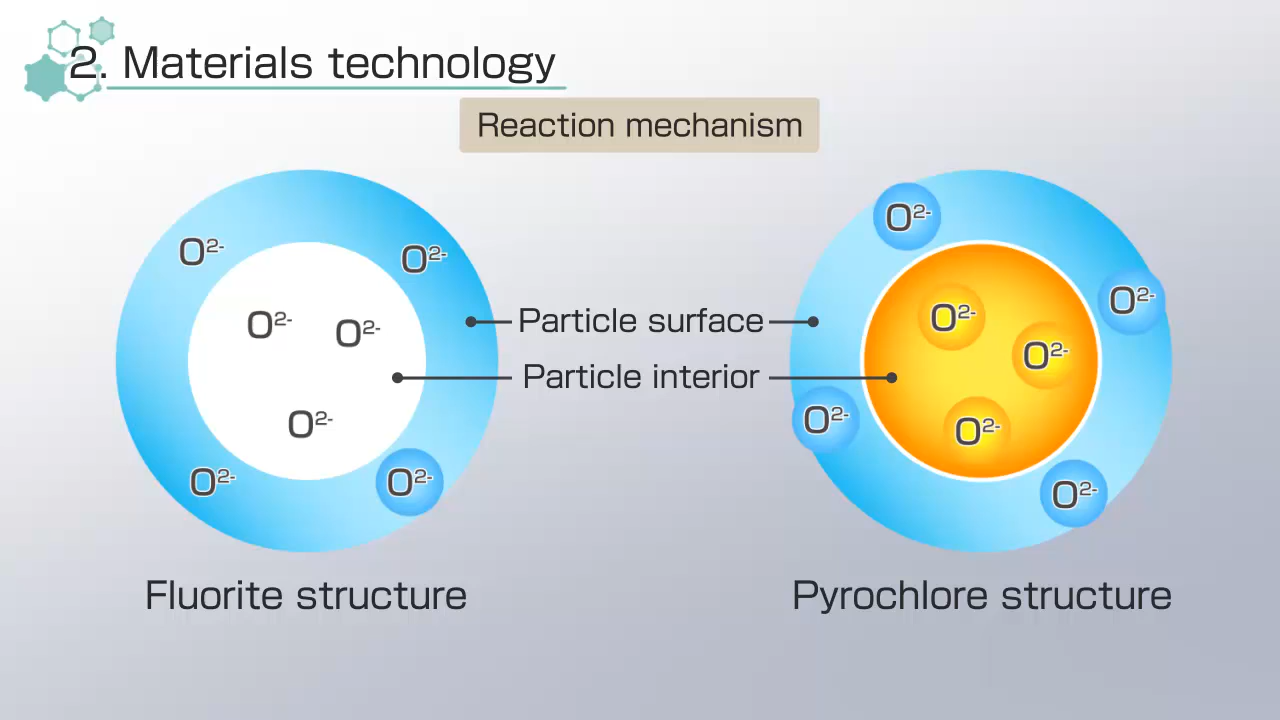 2. Materials technology
Reaction mechanism
O²⁻
O²⁻
O²⁻
O²⁻
O²⁻
O²⁻
O²⁻
Particle surface
Particle interior
O²⁻
O²⁻
O²⁻
O²⁻
O²⁻
O²⁻
O²⁻
Fluorite structure
Pyrochlore structure